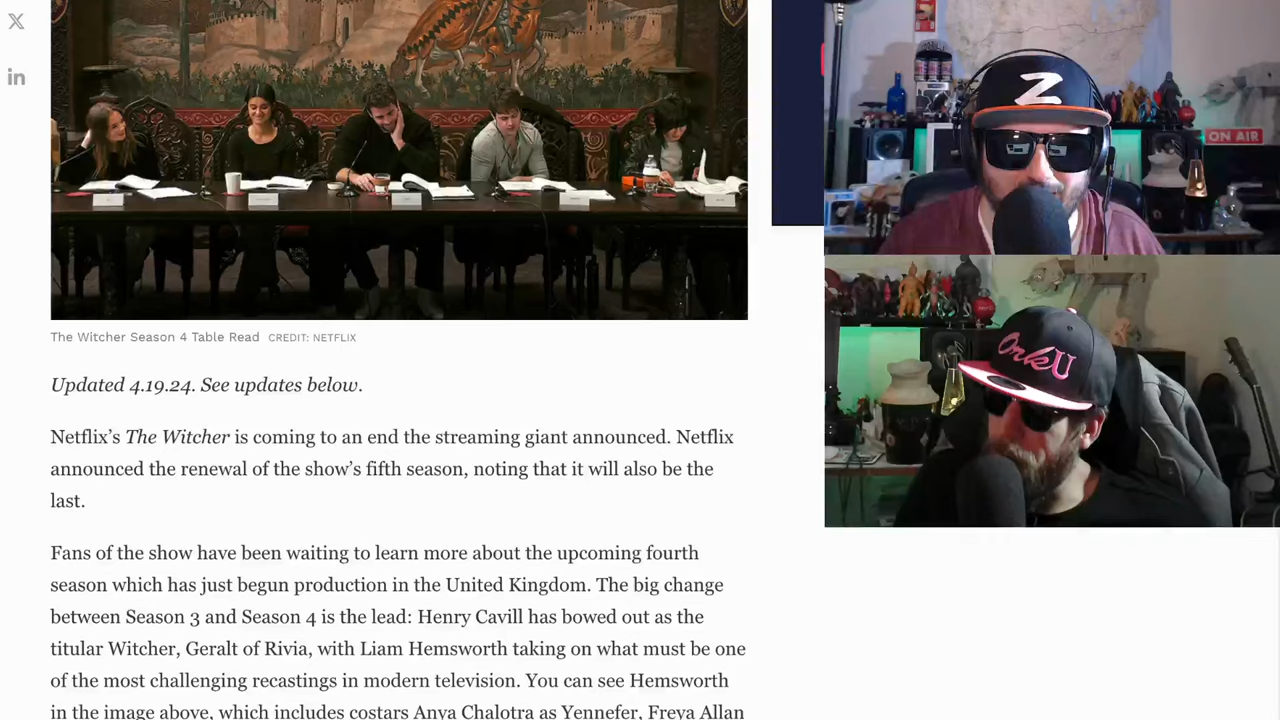 The Witcher Season 4 Table Read CREDIT: NETFLIX
Updated 4.19.24. See updates below.
Netflix’s The Witcher is coming to an end the streaming giant announced. Netflix
announced the renewal of the show’s fifth season, noting that it will also be the
last.
Fans of the show have been waiting to learn more about the upcoming fourth
season which has just begun production in the United Kingdom. The big change
between Season 3 and Season 4 is the lead: Henry Cavill has bowed out as the
titular Witcher, Geralt of Rivia, with Liam Hemsworth taking on what must be one
of the most challenging recastings in modern television. You can see Hemsworth
in the image above, which includes costars Anya Chalotra as Yennefer, Freya Allan
X
in
Z
ON AIR
OrkU